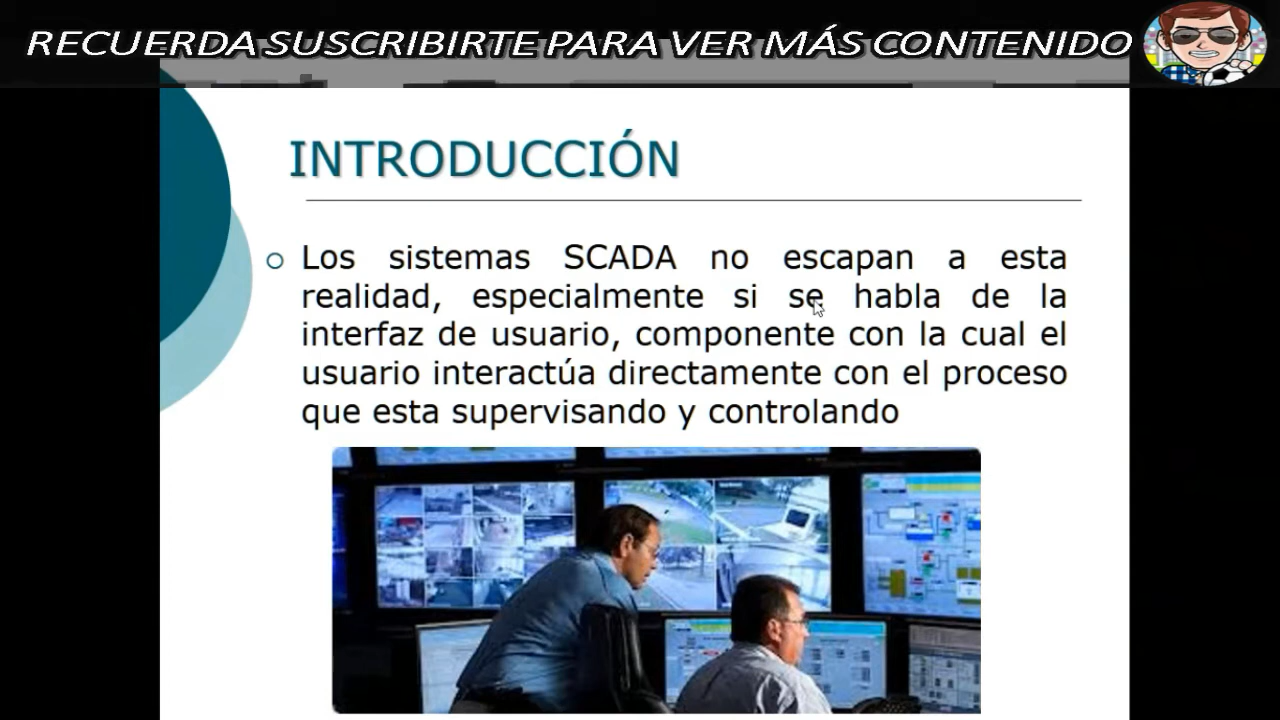 RECUERDA SUSCRIBIRTE PARA VER MÁS CONTENIDO
INTRODUCCIÓN
Los sistemas SCADA no escapan a esta
realidad, especialmente si se habla de la
interfaz de usuario, componente con la cual el
usuario interactúa directamente con el proceso
que esta supervisando y controlando